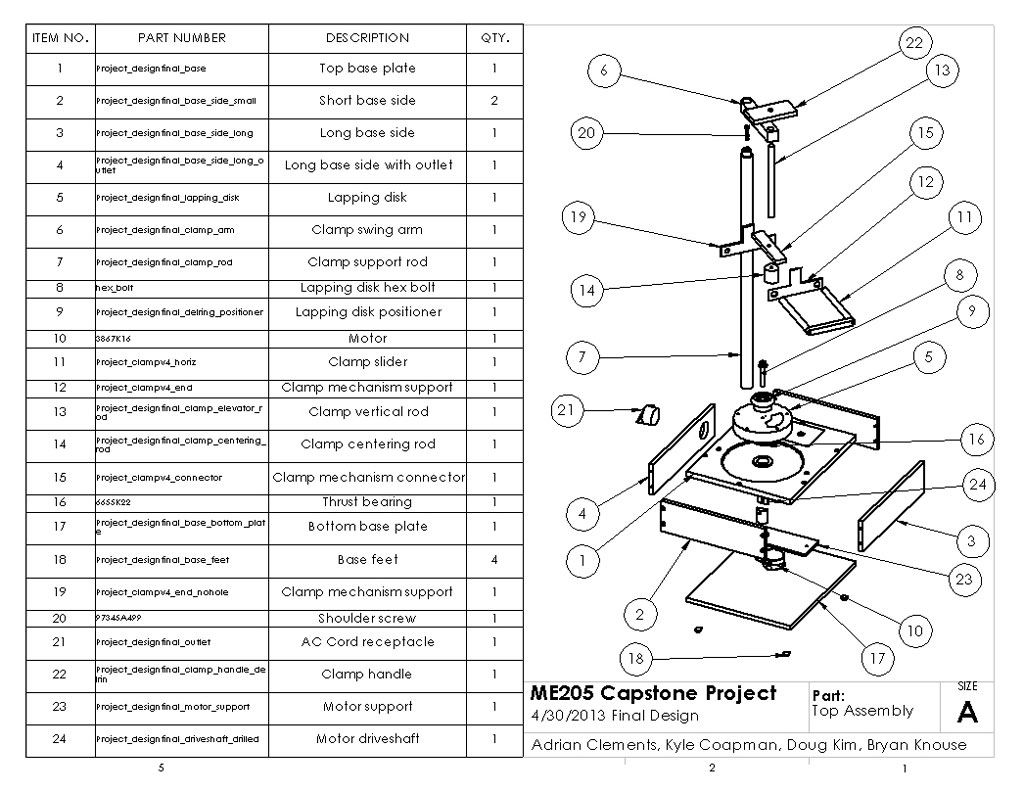 ITEM NO. PART NUMBER DESCRIPTION QTY.
1 Project_designfinal_base Top base plate 1
2 Project_designfinal_base_side_small Short base side 2
3 Project_designfinal_base_side_long Long base side 1
4 Project_designfinal_base_side_long_o
utlet Long base side with outlet 1
5 Project_designfinal_lapping_disk Lapping disk 1
6 Project_designfinal_clamp_arm Clamp swing arm 1
7 Project_designfinal_clamp_rod Clamp support rod 1
8 hex_bolt Lapping disk hex bolt 1
9 Project_designfinal_delring_positioner Lapping disk positioner 1
10 3867K16 Motor 1
11 Project_clampv4_horiz Clamp slider 1
12 Project_clampv4_end Clamp mechanism support 1
13 Project_designfinal_clamp_elevator_r
od Clamp vertical rod 1
14 Project_designfinal_clamp_centering_
rod Clamp centering rod 1
15 Project_clampv4_connector Clamp mechanism connector 1
16 6655K22 Thrust bearing 1
17 Project_designfinal_base_bottom_plat
e Bottom base plate 1
18 Project_designfinal_base_feet Base feet 4
19 Project_clampv4_end_nohole Clamp mechanism support 1
20 97345A499 Shoulder screw 1
21 Project_designfinal_outlet AC Cord receptacle 1
22 Project_designfinal_clamp_handle_de
lrin Clamp handle 1
23 Project_designfinal_motor_support Motor support 1
24 Project_designfinal_driveshaft_drilled Motor driveshaft 1
22
6
13
20
15
12
19
11
8
14
9
7
5
21
16
24
4
3
1
23
2
10
18
17
ME205 Capstone Project
4/30/2013 Final Design
Part:
Top Assembly
SIZE
A
Adrian Clements, Kyle Coapman, Doug Kim, Bryan Knouse
5 2 1